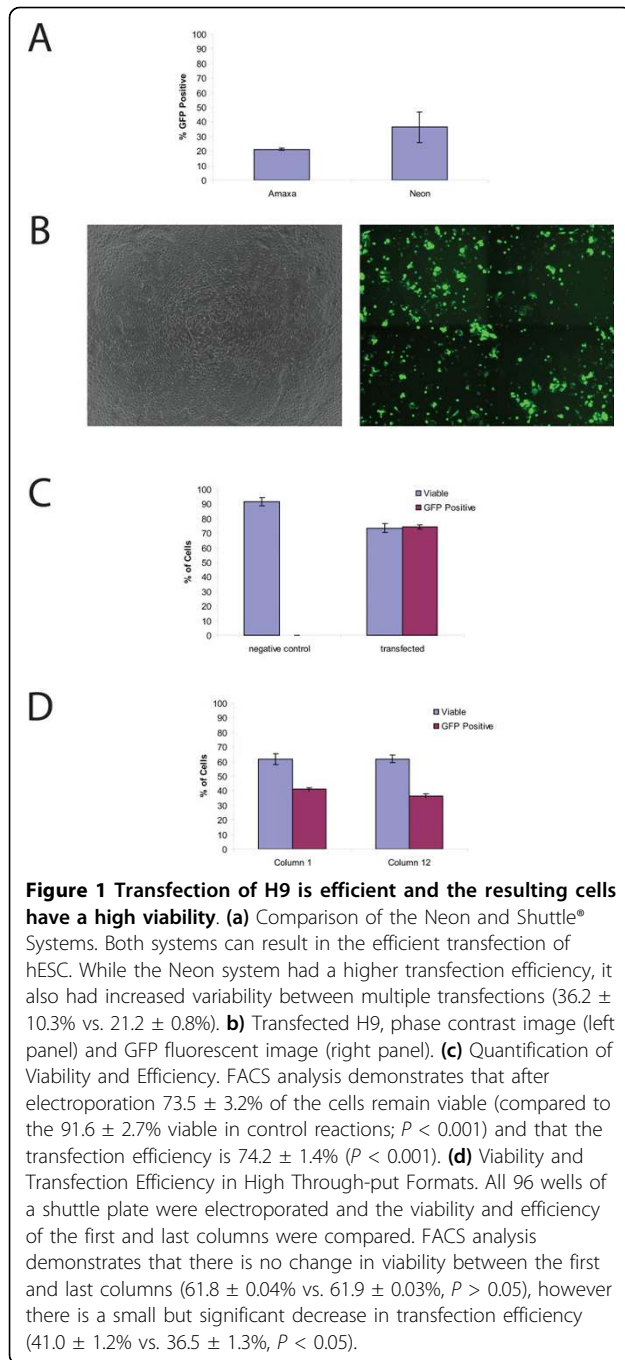 A
% GFP Positive
100
90
80
70
60
50
40
30
20
10
0
Amaxa
Neon
B
C
% of Cells
100
90
80
70
60
50
40
30
20
10
0
Viable
GFP Positive
negative control
transfected
D
% of Cells
100
90
80
70
60
50
40
30
20
10
0
Viable
GFP Positive
Column 1
Column 12
Figure 1 Transfection of H9 is efficient and the resulting cells
have a high viability. (a) Comparison of the Neon and Shuttle®
Systems. Both systems can result in the efficient transfection of
hESC. While the Neon system had a higher transfection efficiency, it
also had increased variability between multiple transfections (36.2 ±
10.3% vs. 21.2 ± 0.8%). b) Transfected H9, phase contrast image (left
panel) and GFP fluorescent image (right panel). (c) Quantification of
Viability and Efficiency. FACS analysis demonstrates that after
electroporation 73.5 ± 3.2% of the cells remain viable (compared to
the 91.6 ± 2.7% viable in control reactions; P < 0.001) and that the
transfection efficiency is 74.2 ± 1.4% (P < 0.001). (d) Viability and
Transfection Efficiency in High Through-put Formats. All 96 wells of
a shuttle plate were electroporated and the viability and efficiency
of the first and last columns were compared. FACS analysis
demonstrates that there is no change in viability between the first
and last columns (61.8 ± 0.04% vs. 61.9 ± 0.03%, P > 0.05), however
there is a small but significant decrease in transfection efficiency
(41.0 ± 1.2% vs. 36.5 ± 1.3%, P < 0.05).